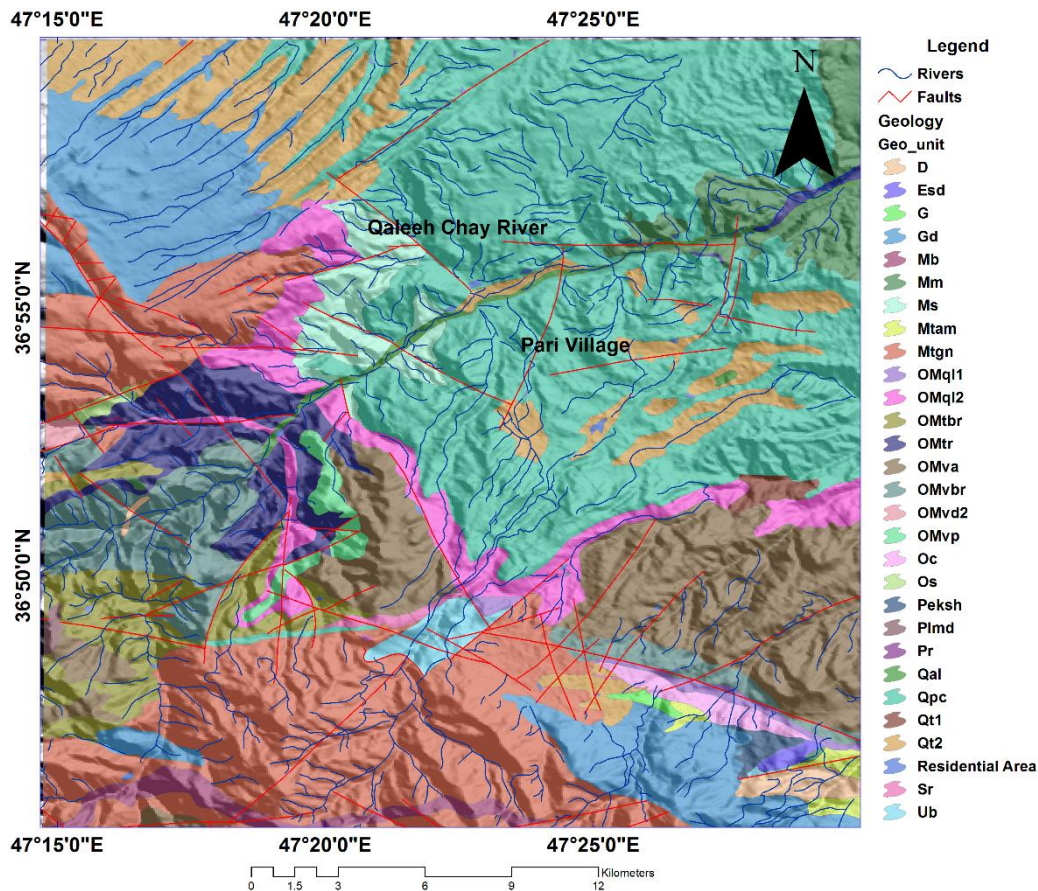 47°15'0"E 47°20'0"E 47°25'0"E
Legend
Rivers
Faults
Geology
Geo_unit
D
Esd
G
Gd
Mb
Mm
Ms
Mtam
Mtgn
OMql1
OMql2
OMtbr
OMtr
OMva
OMvbr
OMvd2
OMvp
Oc
Os
Peksh
Plmd
Pr
Qal
Qpc
Qt1
Qt2
Residential Area
Sr
Ub
N
Qaleeh Chay River
36°55'0"N
Pari Village
36°50'0"N
47°15'0"E 47°20'0"E 47°25'0"E
Kilometers
0 1.5 3 6 9 12